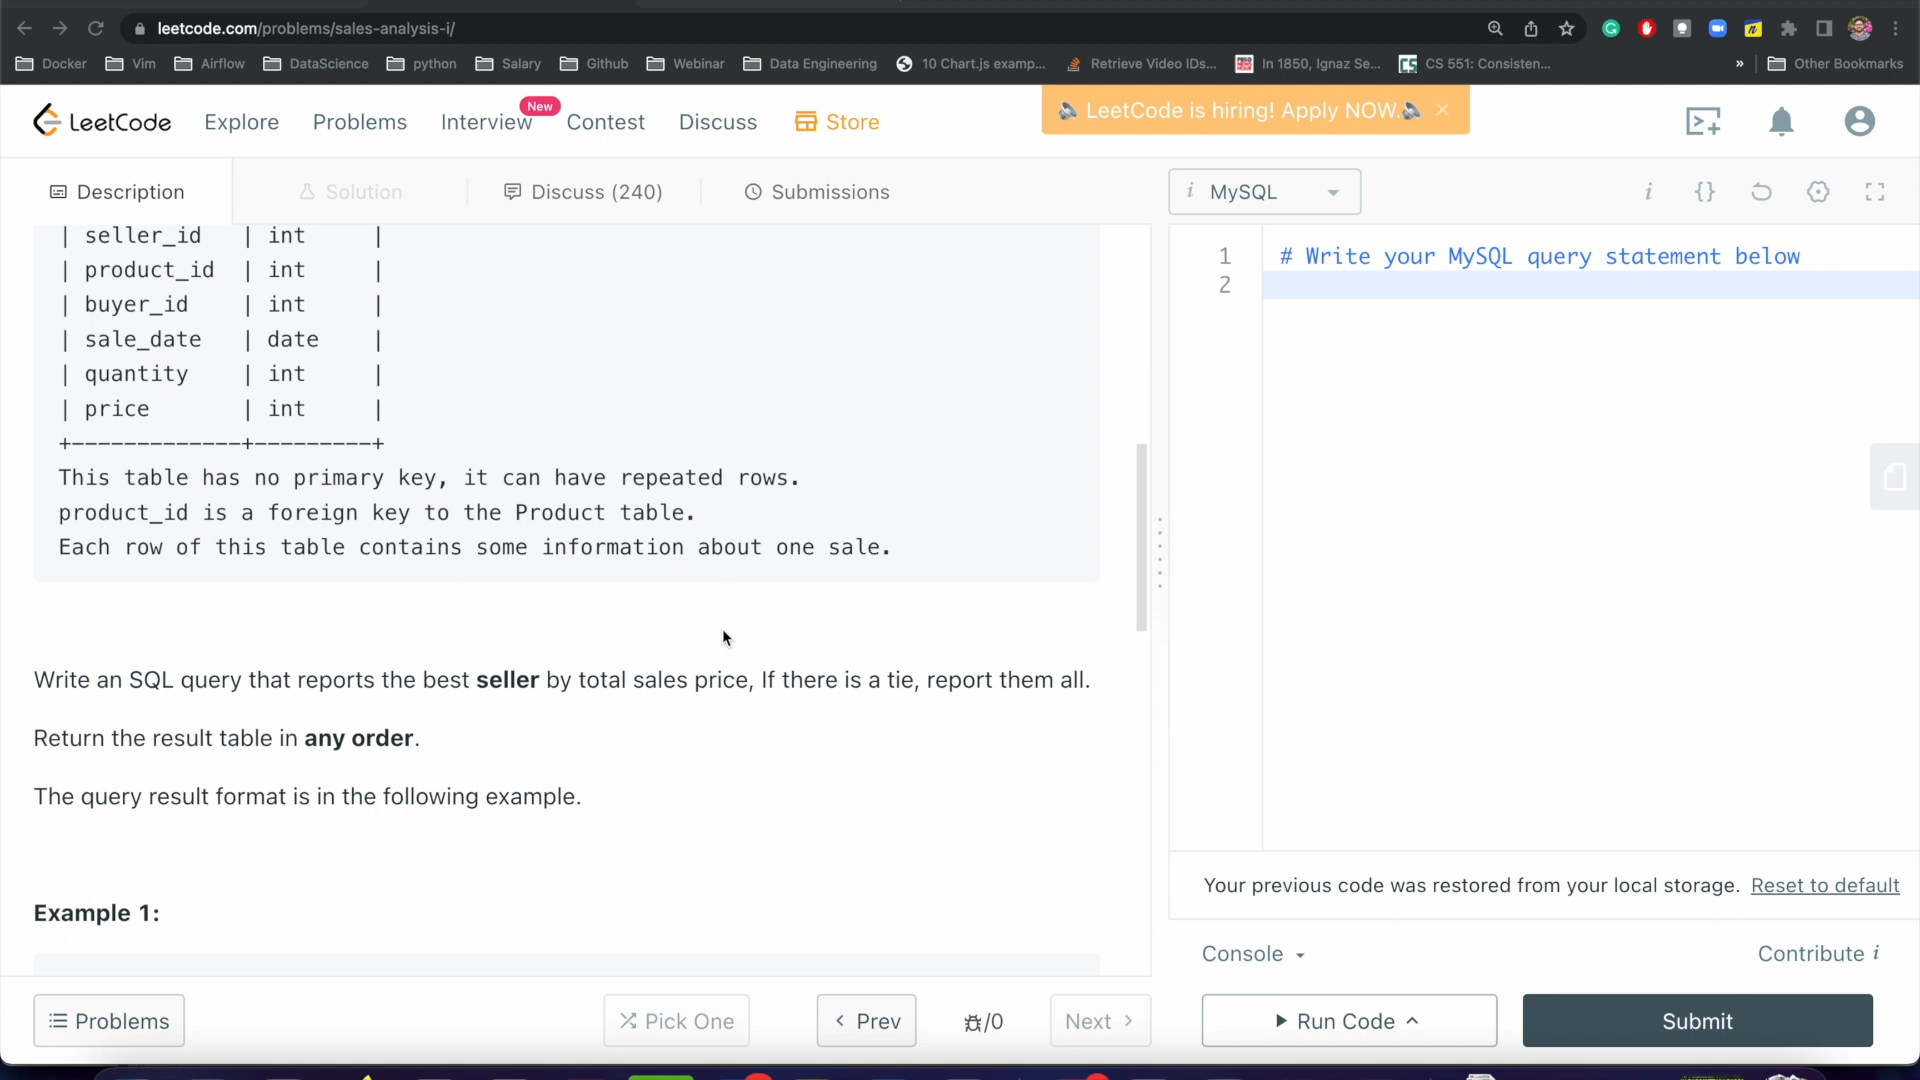 leetcode.com/problems/sales-analysis-i/
Docker Vim Airflow DataScience python Salary Github Webinar Data Engineering 10 Chart.js examp... Retrieve Video IDs... In 1850, Ignaz Se... CS 551: Consisten... » Other Bookmarks
LeetCode Explore Problems Interview New Contest Discuss Store
LeetCode is hiring! Apply NOW. ×
Description Solution Discuss (240) Submissions
i MySQL
| seller_id | int |
| product_id | int |
| buyer_id | int |
| sale_date | date |
| quantity | int |
| price | int |
+-------------+---------+
This table has no primary key, it can have repeated rows.
product_id is a foreign key to the Product table.
Each row of this table contains some information about one sale.
Write an SQL query that reports the best seller by total sales price, If there is a tie, report them all.
Return the result table in any order.
The query result format is in the following example.
Example 1:
Problems Pick One Prev /0 Next
i {}
1 # Write your MySQL query statement below
2
Your previous code was restored from your local storage. Reset to default
Console Contribute i
Run Code Submit